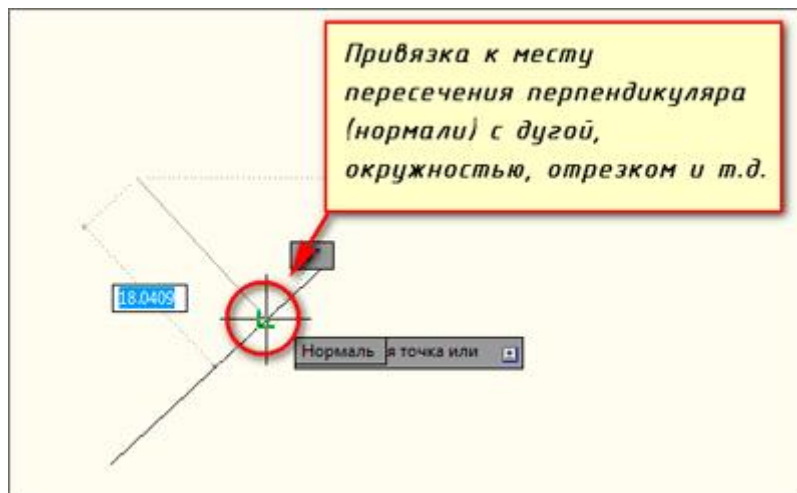 Привязка к месту
пересечения перпендикуляра
(нормали) с дугой,
окружностью, отрезком и т.д.
18.0409
Нормаль я точка или